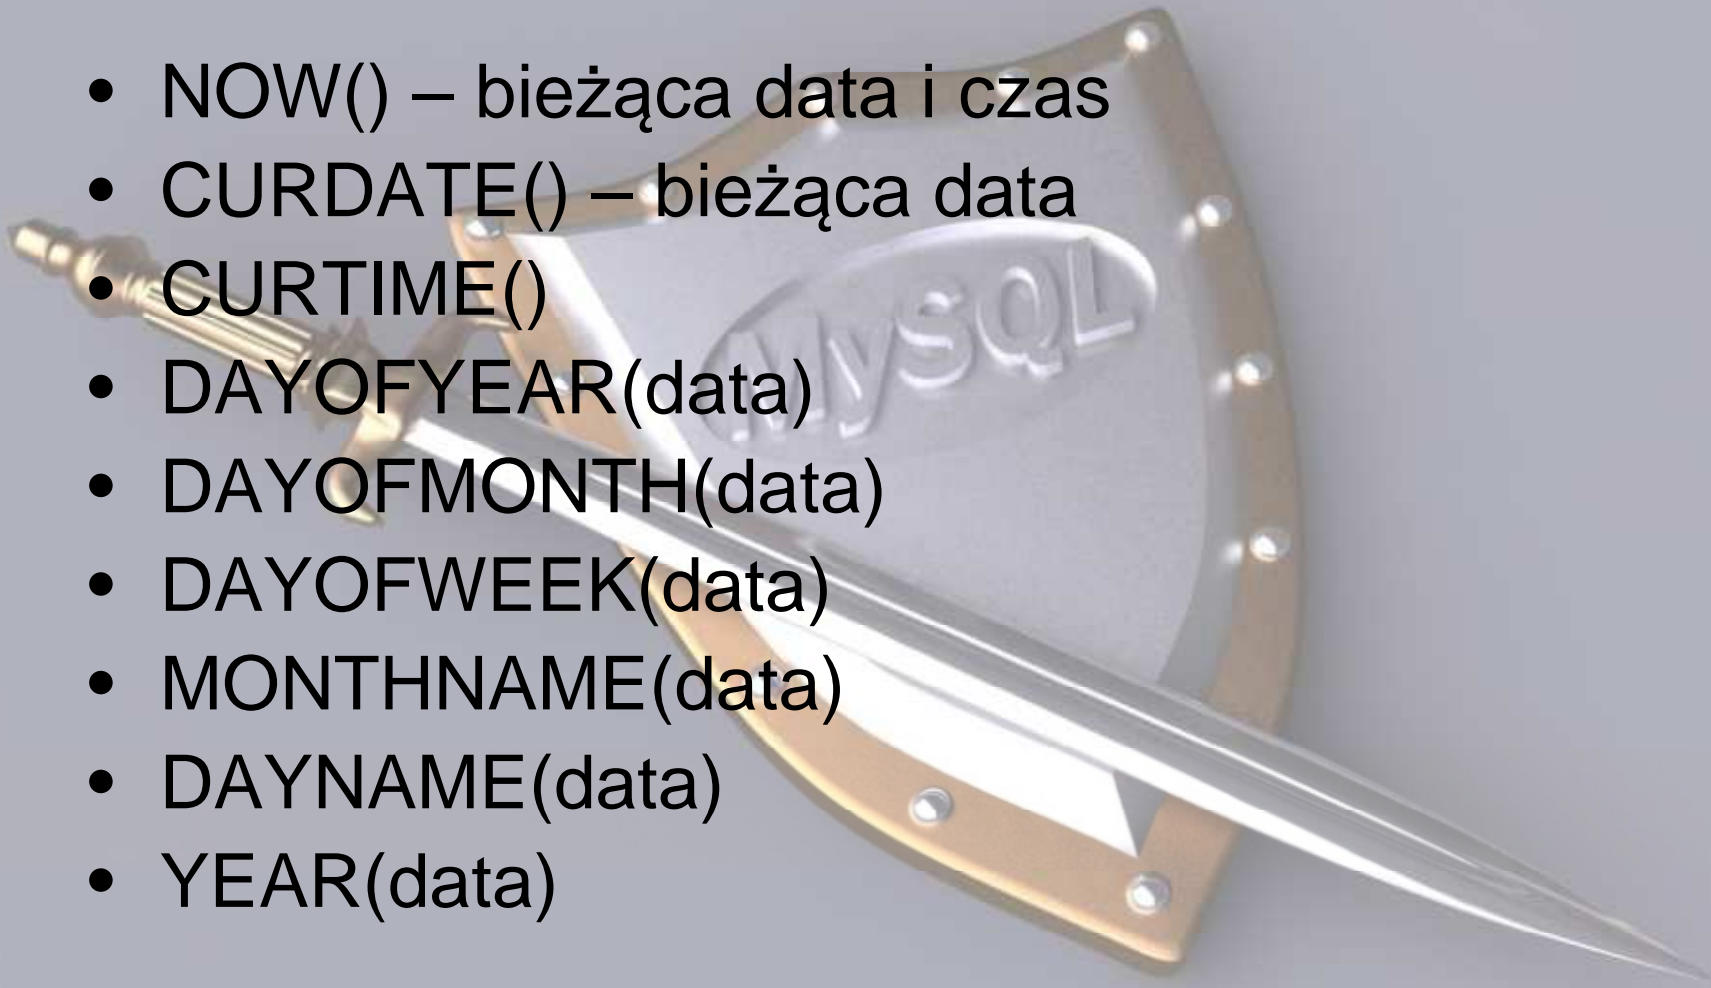 • NOW() – bieżąca data i czas
• CURDATE() – bieżąca data
• CURTIME()
• DAYOFYEAR(data)
• DAYOFMONTH(data)
• DAYOFWEEK(data)
• MONTHNAME(data)
• DAYNAME(data)
• YEAR(data)
MySQL